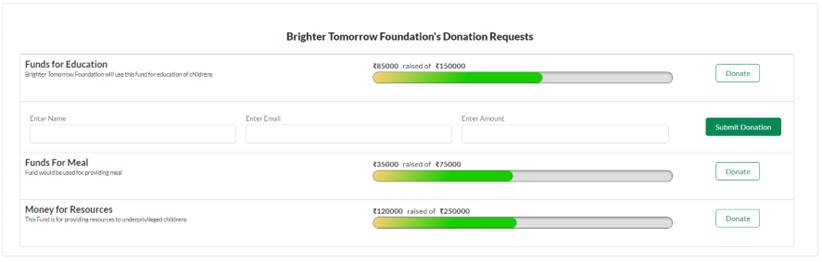 Brighter Tomorrow Foundation's Donation Requests
Funds for Education
Brighter Tomorrow Foundation will use this fund for education of childrens
₹85000 raised of ₹150000
Donate
Enter Name
Enter Email
Enter Amount
Submit Donation
Funds For Meal
Fund would be used for providing meal
₹35000 raised of ₹75000
Donate
Money for Resources
This Fund is for providing resources to underprivileged childrens
₹120000 raised of ₹250000
Donate